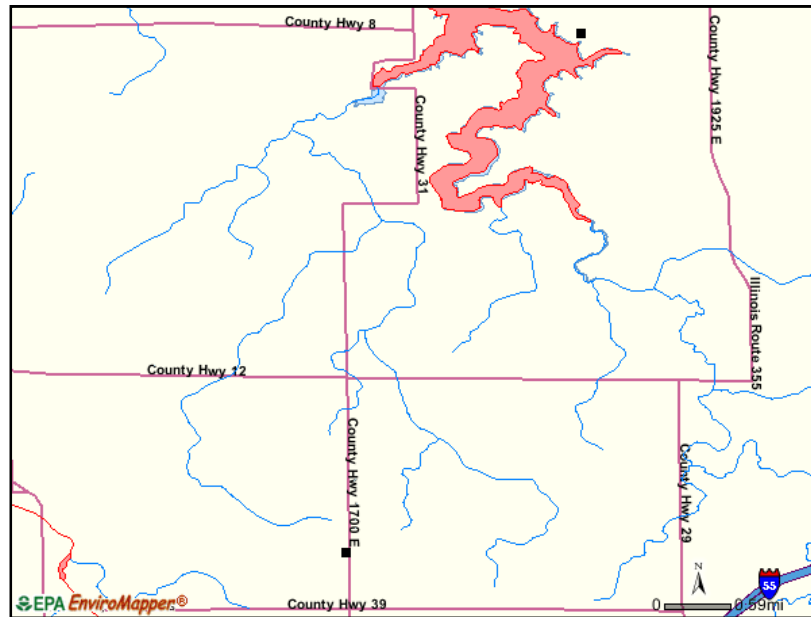 County Hwy 8
County Hwy 1925 E
County Hwy 31
Illinois Route 355
County Hwy 12
County Hwy 1700 E
County Hwy 29
N
55
0 0.59mi
EPA EnviroMapper®
County Hwy 39